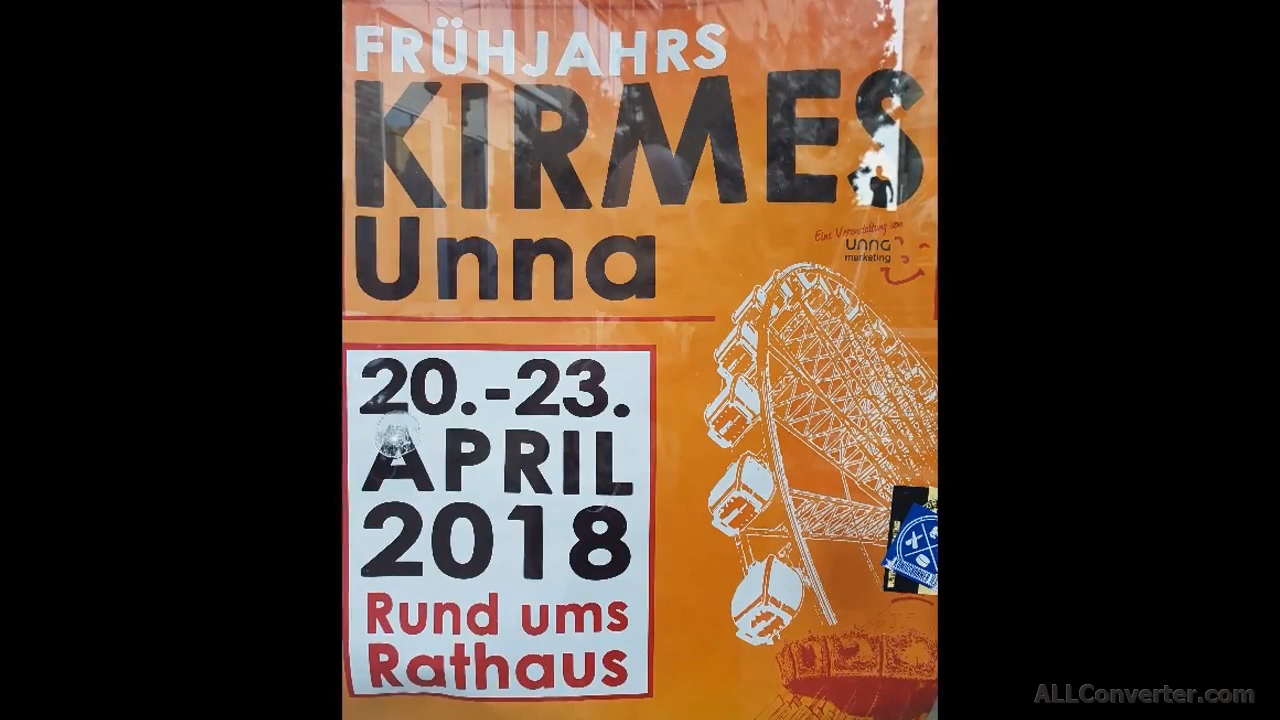 FRÜHJAHRS
KIRMES
Unna
Eine Veranstaltung von
unna
marketing
20.-23.
APRIL
2018
Rund ums
Rathaus
ALLConverter.com